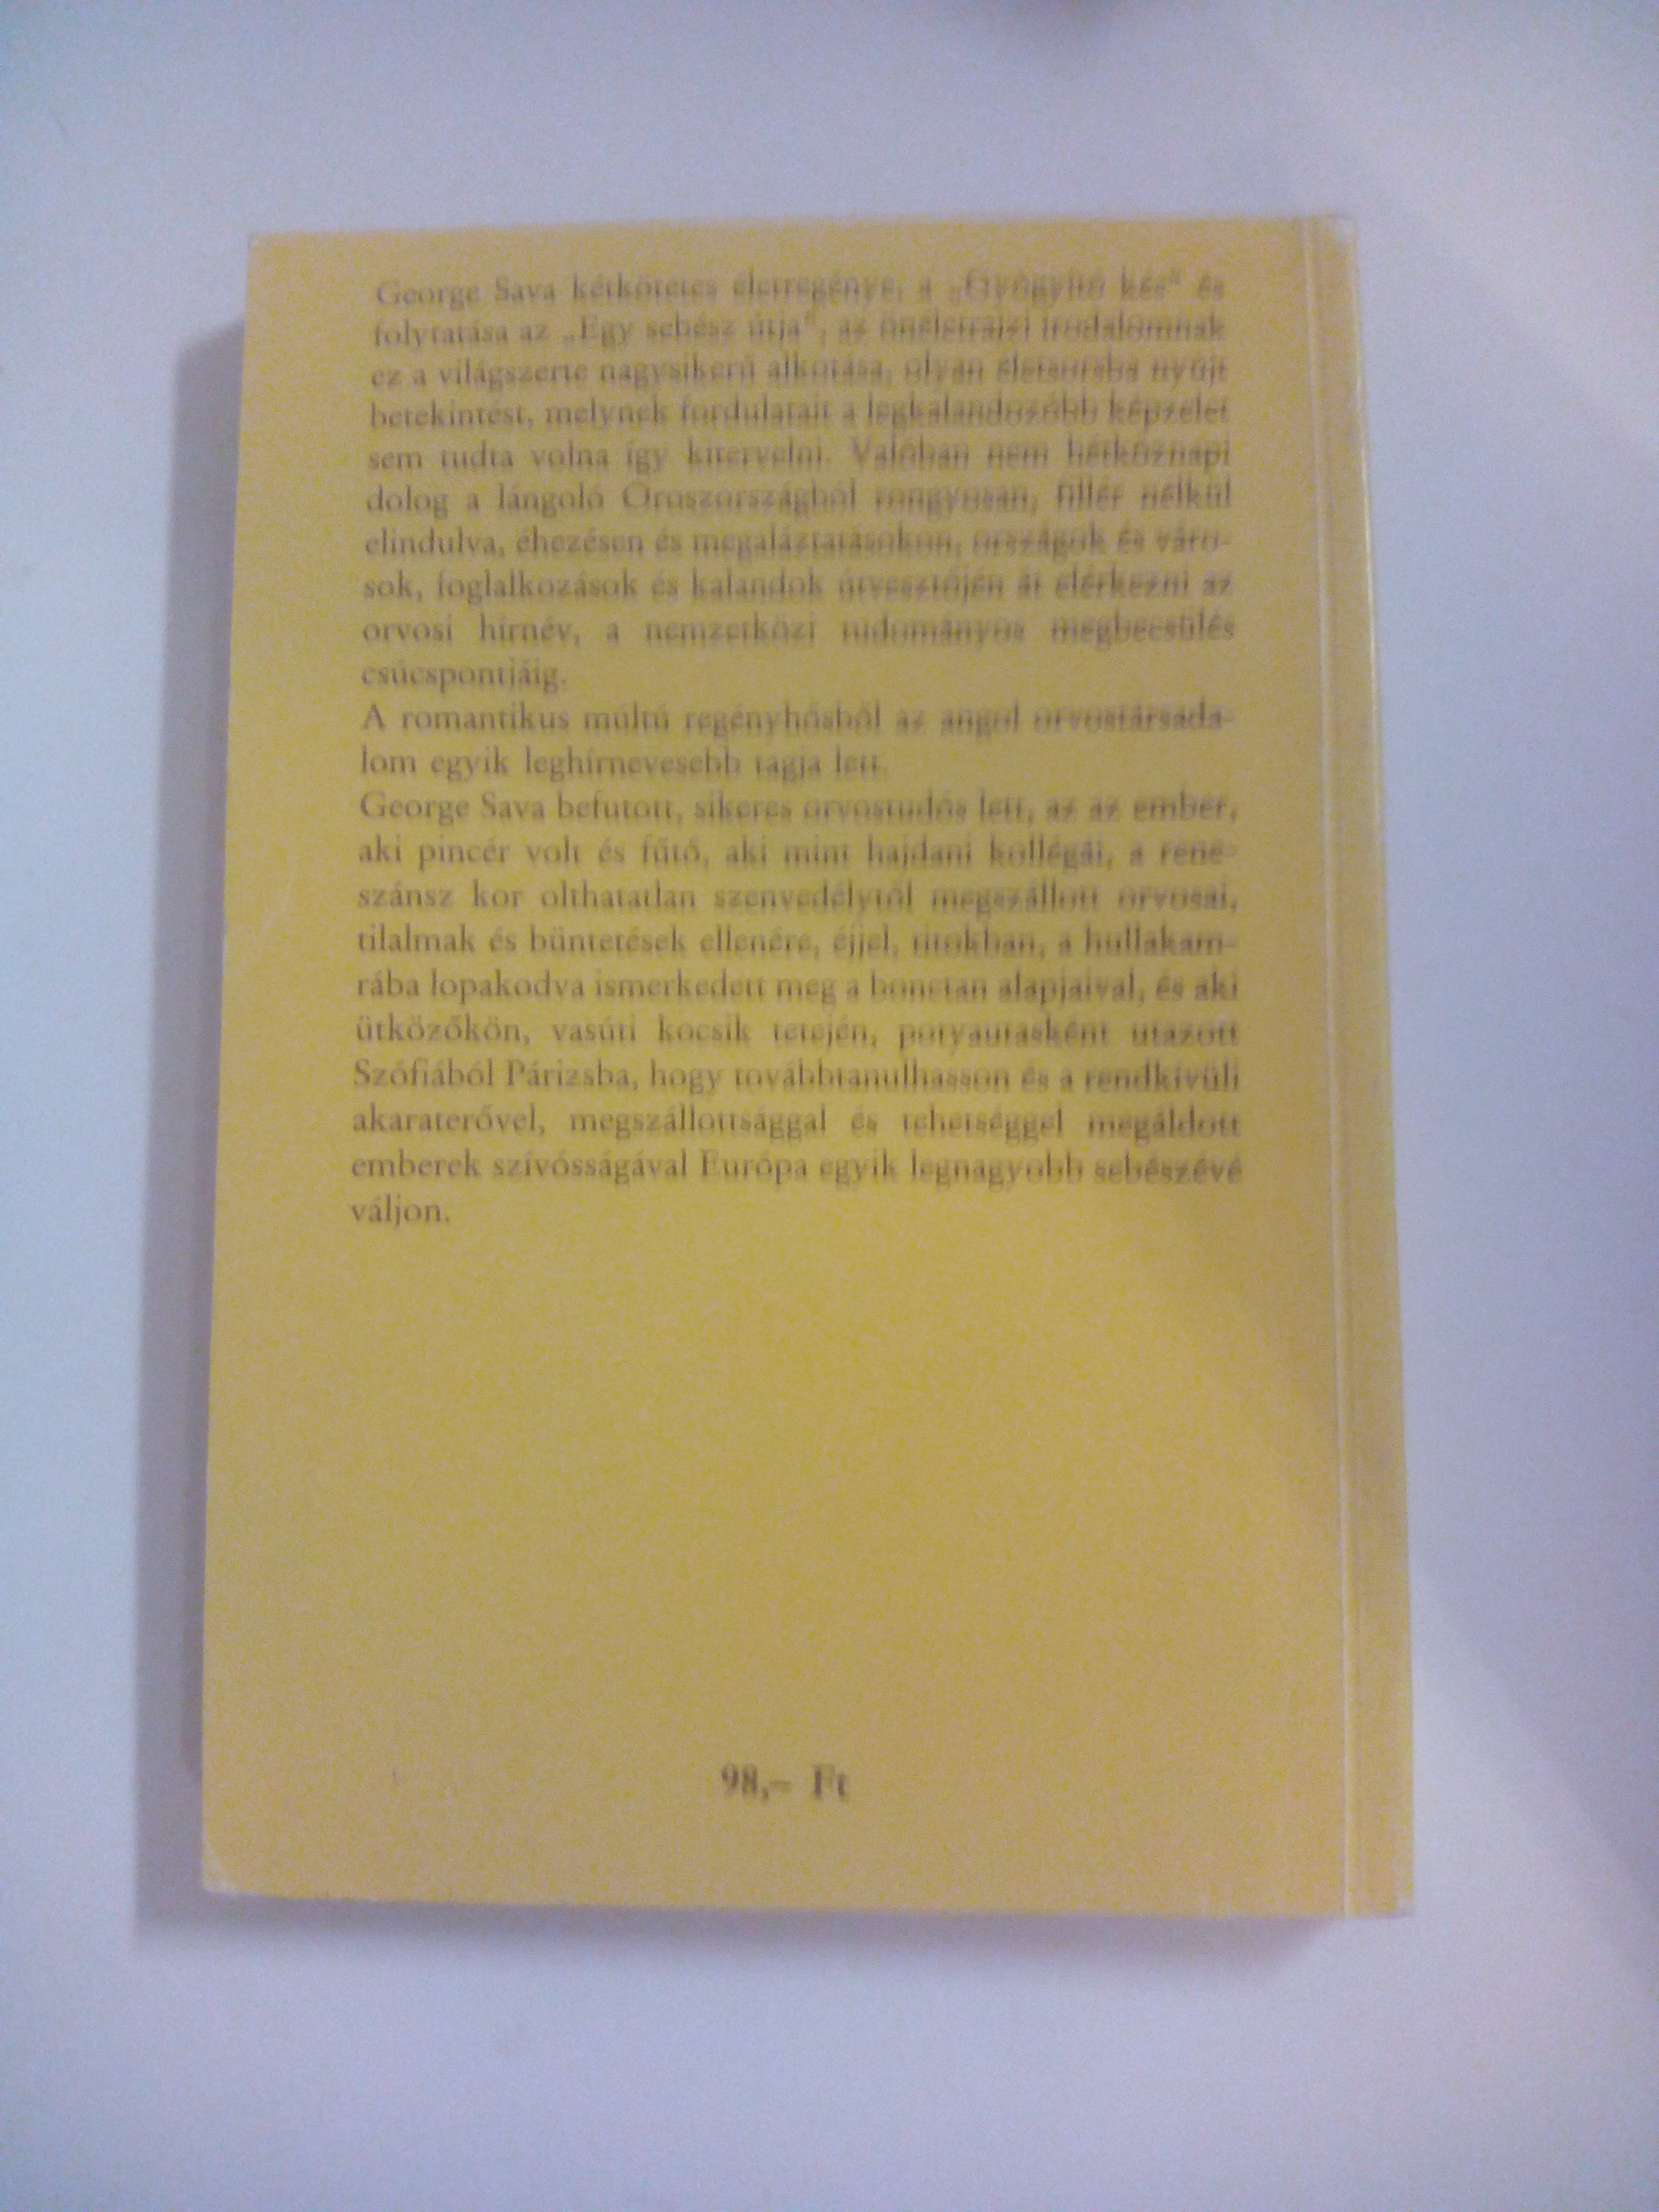 George Sava kétkötetes életregénye, a „Gyógyító kés" és
folytatása az „Egy sebész útja", az önéletrajzi irodalomnak
ez a világszerte nagysikerű alkotása, olyan életsorsba nyújt
betekintést, melynek fordulatait a legkalandozóbb képzelet
sem tudta volna így kitervelni. Valóban nem hétköznapi
dolog a lángoló Oroszországból rongyosan, fillér nélkül
elindulva, éhezésen és megaláztatásokon, országok és váro-
sok, foglalkozások és kalandok útvesztőjén át elérkezni az
orvosi hírnév, a nemzetközi tudományos megbecsülés
csúcspontjáig.
A romantikus múltú regényhősből az angol orvostársada-
lom egyik leghírnevesebb tagja lett.
George Sava befutott, sikeres orvostudós lett, az az ember,
aki pincér volt és fűtő, aki mint hajdani kollégái, a rene-
szánsz kor olthatatlan szenvedélytől megszállott orvosai,
tilalmak és büntetések ellenére, éjjel, titokban, a hullakam-
rába lopakodva ismerkedett meg a bonctan alapjaival, és aki
ütközőkön, vasúti kocsik tetején, potyautasként utazott
Szófiából Párizsba, hogy továbbtanulhasson és a rendkívüli
akaraterővel, megszállottsággal és tehetséggel megáldott
emberek szívósságával Európa egyik legnagyobb sebészévé
váljon.
98,– Ft